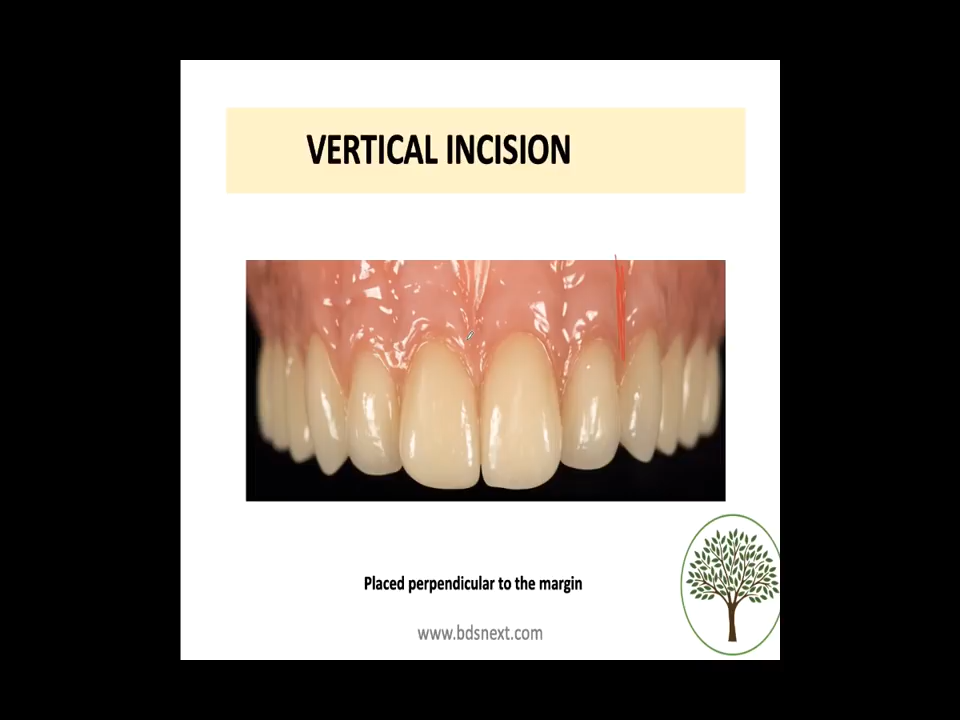 VERTICAL INCISION
Placed perpendicular to the margin
www.bdsnext.com